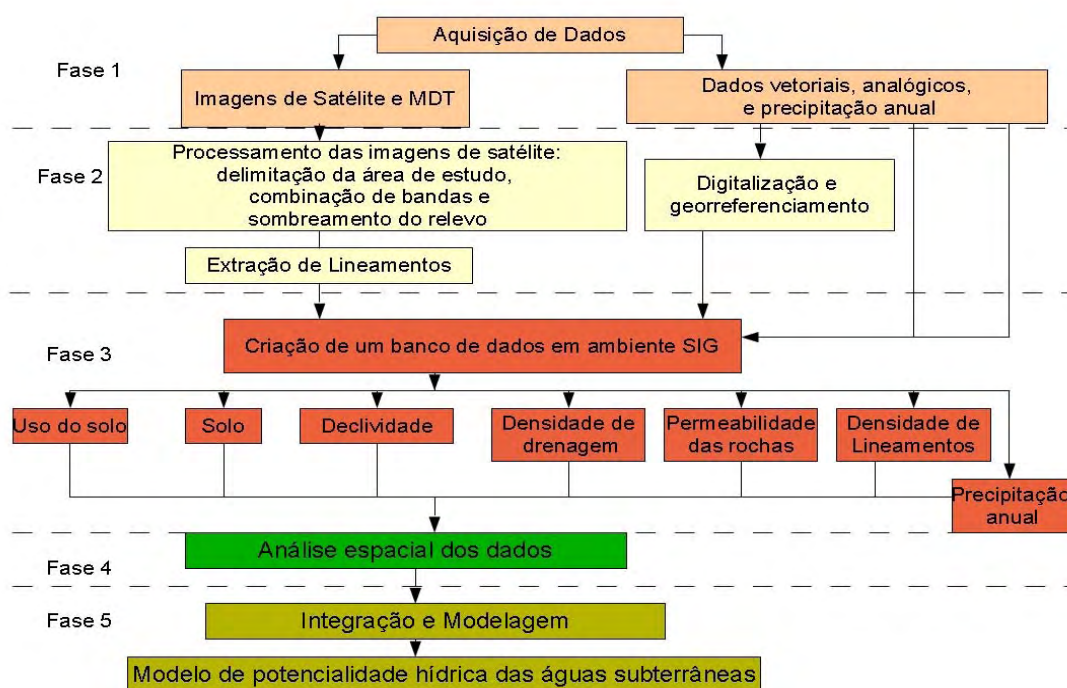 Aquisição de Dados
Fase 1
Imagens de Satélite e MDT
Dados vetoriais, analógicos,
e precipitação anual
Fase 2
Processamento das imagens de satélite:
delimitação da área de estudo,
combinação de bandas e
sombreamento do relevo
Digitalização e
georreferenciamento
Extração de Lineamentos
Fase 3
Criação de um banco de dados em ambiente SIG
Uso do solo
Solo
Declividade
Densidade de
drenagem
Permeabilidade
das rochas
Densidade de
Lineamentos
Precipitação
anual
Fase 4
Análise espacial dos dados
Fase 5
Integração e Modelagem
Modelo de potencialidade hídrica das águas subterrâneas